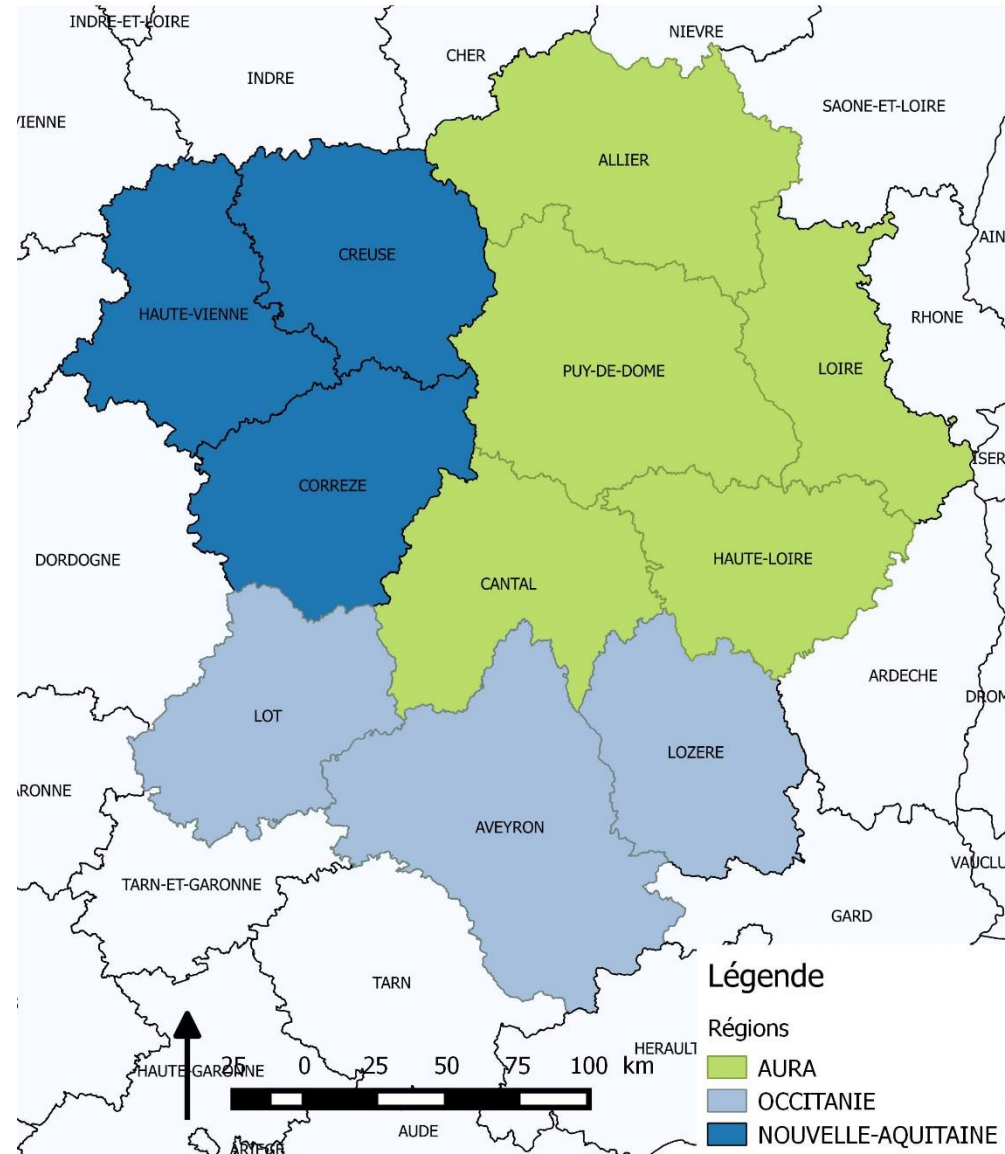 INDRE-ET-LOIRE
NIEVRE
CHER
INDRE
SAONE-ET-LOIRE
VIENNE
ALLIER
AIN
CREUSE
HAUTE-VIENNE
RHONE
PUY-DE-DOME
LOIRE
ISER
CORREZE
DORDOGNE
HAUTE-LOIRE
CANTAL
ARDECHE
DROM
LOT
LOZERE
ARONNE
AVEYRON
VAUCLU
TARN-ET-GARONNE
GARD
TARN
Légende
Régions
HERAULT
25 0 25 50 75 100 km
HAUTE-GARONNE
AURA
OCCITANIE
AUDE
NOUVELLE-AQUITAINE
ARIEGE